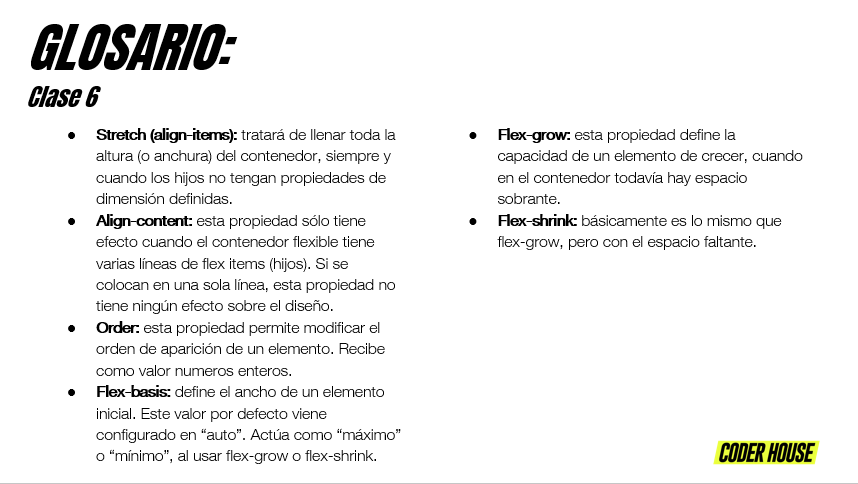 GLOSARIO:
Clase 6
● Stretch (align-items): tratará de llenar toda la
altura (o anchura) del contenedor, siempre y
cuando los hijos no tengan propiedades de
dimensión definidas.
● Align-content: esta propiedad sólo tiene
efecto cuando el contenedor flexible tiene
varias líneas de flex items (hijos). Si se
colocan en una sola línea, esta propiedad no
tiene ningún efecto sobre el diseño.
● Order: esta propiedad permite modificar el
orden de aparición de un elemento. Recibe
como valor numeros enteros.
● Flex-basis: define el ancho de un elemento
inicial. Este valor por defecto viene
configurado en “auto”. Actúa como “máximo”
o “mínimo”, al usar flex-grow o flex-shrink.
● Flex-grow: esta propiedad define la
capacidad de un elemento de crecer, cuando
en el contenedor todavía hay espacio
sobrante.
● Flex-shrink: básicamente es lo mismo que
flex-grow, pero con el espacio faltante.
CODER HOUSE